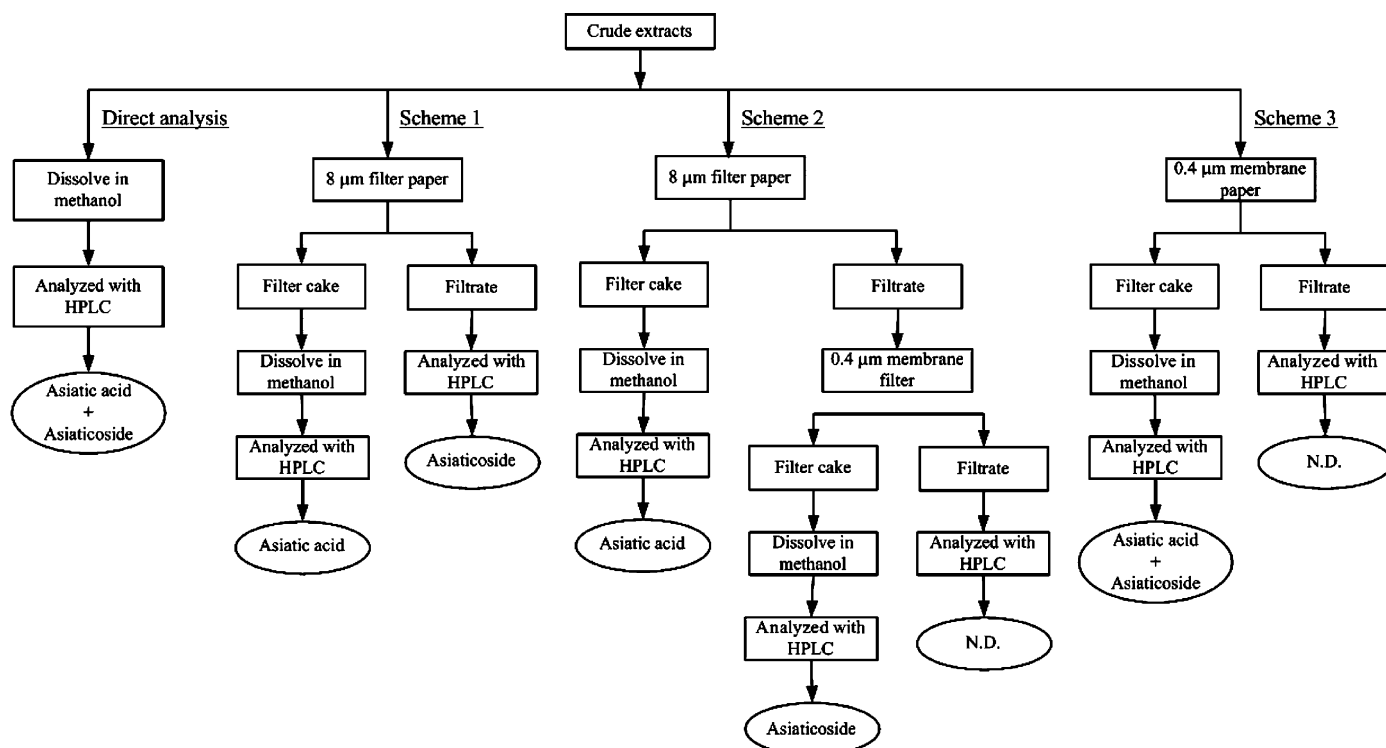 Crude extracts
Direct analysis
Dissolve in
methanol
Analyzed with
HPLC
Asiatic acid
+
Asiaticoside
Scheme 1
8 µm filter paper
Filter cake
Dissolve in
methanol
Analyzed with
HPLC
Asiatic acid
Filtrate
Analyzed with
HPLC
Asiaticoside
Scheme 2
8 µm filter paper
Filter cake
Dissolve in
methanol
Analyzed with
HPLC
Asiatic acid
Filtrate
0.4 µm membrane
filter
Filter cake
Dissolve in
methanol
Analyzed with
HPLC
Asiaticoside
Filtrate
Analyzed with
HPLC
N.D.
Scheme 3
0.4 µm membrane
paper
Filter cake
Dissolve in
methanol
Analyzed with
HPLC
Asiatic acid
+
Asiaticoside
Filtrate
Analyzed with
HPLC
N.D.